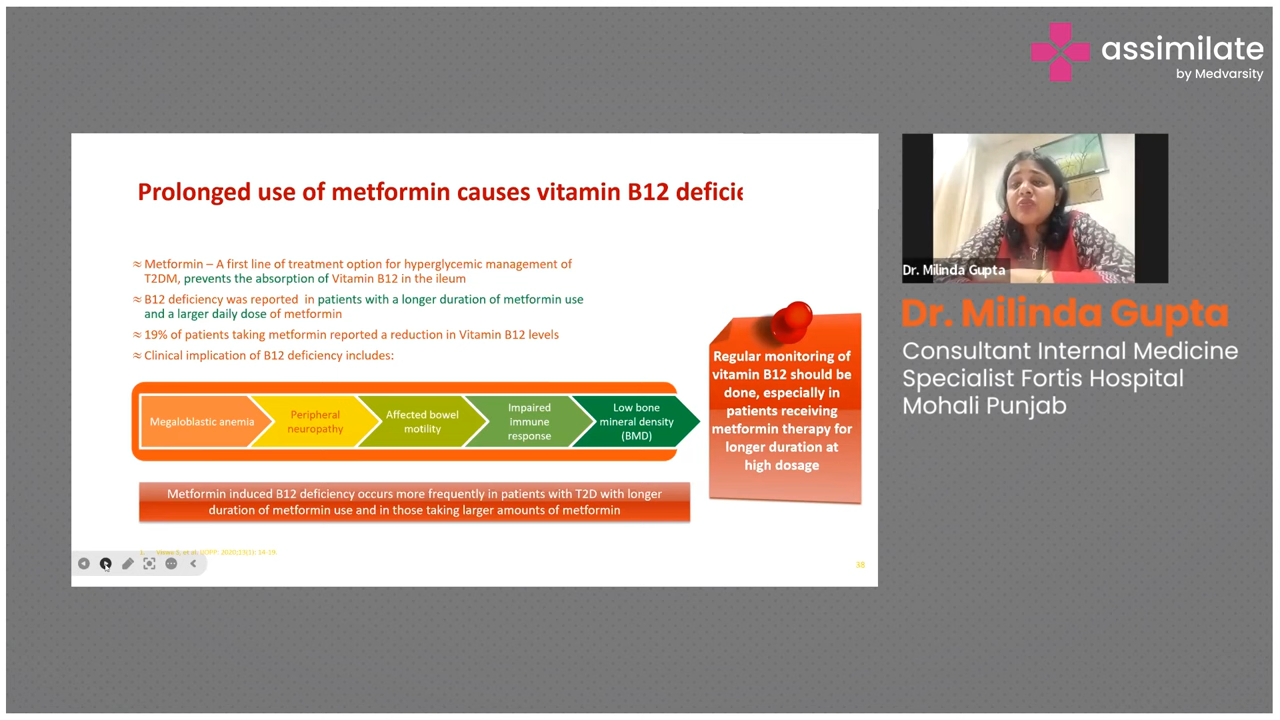 assimilate
by Medvarsity
Prolonged use of metformin causes vitamin B12 defici
≈ Metformin – A first line of treatment option for hyperglycemic management of
T2DM, prevents the absorption of Vitamin B12 in the ileum
≈ B12 deficiency was reported in patients with a longer duration of metformin use
and a larger daily dose of metformin
≈ 19% of patients taking metformin reported a reduction in Vitamin B12 levels
≈ Clinical implication of B12 deficiency includes:
Megaloblastic anemia
Peripheral
neuropathy
Affected bowel
motility
Impaired
immune
response
Low bone
mineral density
(BMD)
Metformin induced B12 deficiency occurs more frequently in patients with T2D with longer
duration of metformin use and in those taking larger amounts of metformin
Regular monitoring of
vitamin B12 should be
done, especially in
patients receiving
metformin therapy for
longer duration at
high dosage
2020;13(1): 14-19.
38
Dr. Milinda Gupta
Dr. Milinda Gupta
Consultant Internal Medicine
Specialist Fortis Hospital
Mohali Punjab